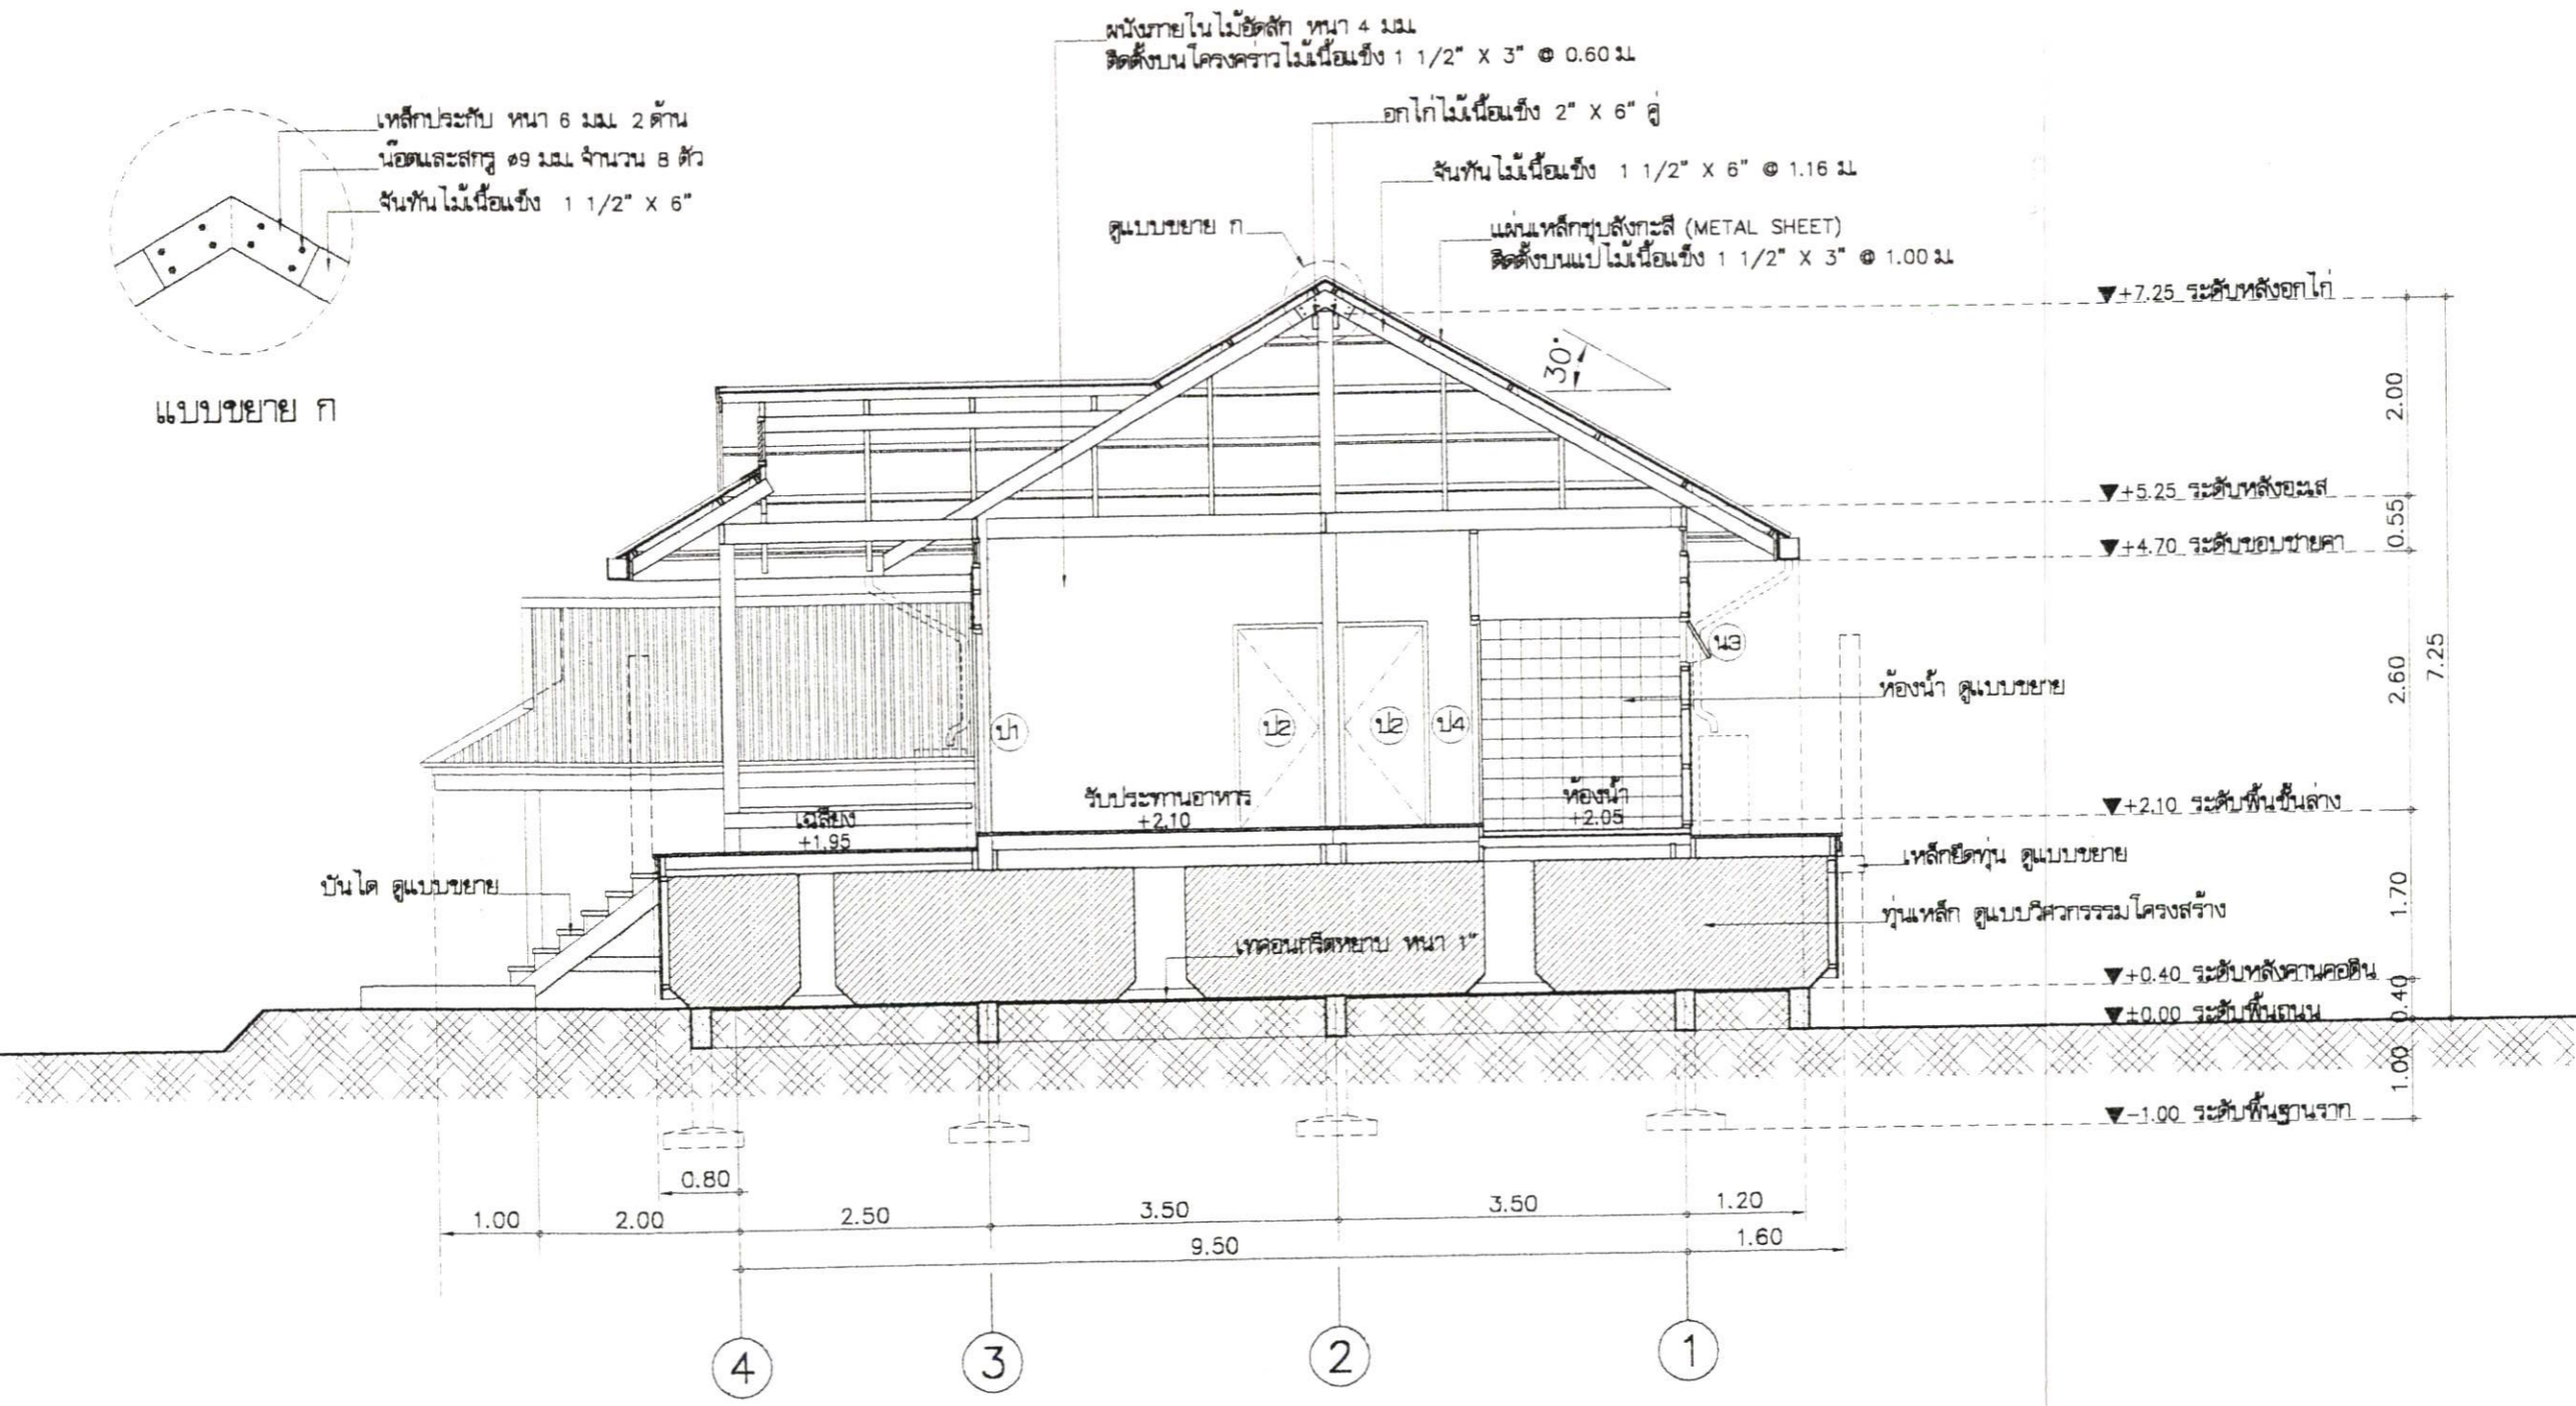 ผนังภายในไม้อัดสัก หนา 4 มม.
ติดตั้งบนโครงคร่าวไม้เนื้อแข็ง 1 1/2" X 3" @ 0.60 ม.
เหล็กประกับ หนา 6 มม. 2 ด้าน
น๊อตและสกรู ø9 มม. จำนวน 8 ตัว
จันทันไม้เนื้อแข็ง 1 1/2" X 6"
แบบขยาย ก
อกไก่ไม้เนื้อแข็ง 2" X 6" คู่
จันทันไม้เนื้อแข็ง 1 1/2" X 6" @ 1.16 ม.
ดูแบบขยาย ก
แผ่นเหล็กชุบสังกะสี (METAL SHEET)
ติดตั้งบนแปไม้เนื้อแข็ง 1 1/2" X 3" @ 1.00 ม.
30°
+7.25 ระดับหลังอกไก่
2.00
+5.25 ระดับหลังอะเส
0.55
+4.70 ระดับขอบชายคา
2.60
7.25
น3
ห้องน้ำ ดูแบบขยาย
ป1
ป2
ป2
ป4
รับประทานอาหาร
+2.10
ห้องน้ำ
+2.05
เฉลียง
+1.95
+2.10 ระดับพื้นชั้นล่าง
เหล็กยึดทุ่น ดูแบบขยาย
บันได ดูแบบขยาย
1.70
ทุ่นเหล็ก ดูแบบวิศวกรรรมโครงสร้าง
เทคอนกรีตหยาบ หนา 1"
+0.40 ระดับหลังคานคอดิน
0.40
±0.00 ระดับพื้นถนน
1.00
-1.00 ระดับพื้นฐานราก
0.80
1.00
2.00
2.50
3.50
3.50
1.20
9.50
1.60
4
3
2
1